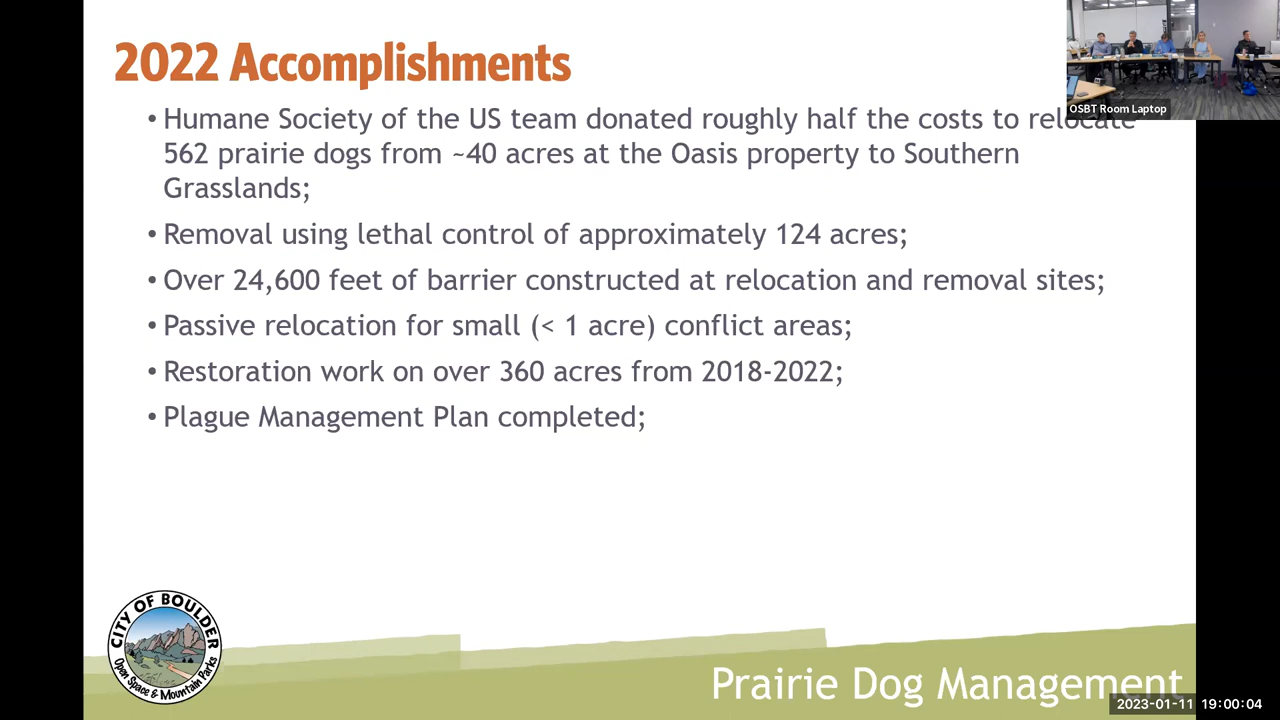 2022 Accomplishments
OSBT Room Laptop
• Humane Society of the US team donated roughly half the costs to relocate
562 prairie dogs from ~40 acres at the Oasis property to Southern
Grasslands;
• Removal using lethal control of approximately 124 acres;
• Over 24,600 feet of barrier constructed at relocation and removal sites;
• Passive relocation for small (< 1 acre) conflict areas;
• Restoration work on over 360 acres from 2018-2022;
• Plague Management Plan completed;
CITY OF BOULDER
Open Space & Mountain Parks
Prairie Dog Management
2023-01-11 19:00:04